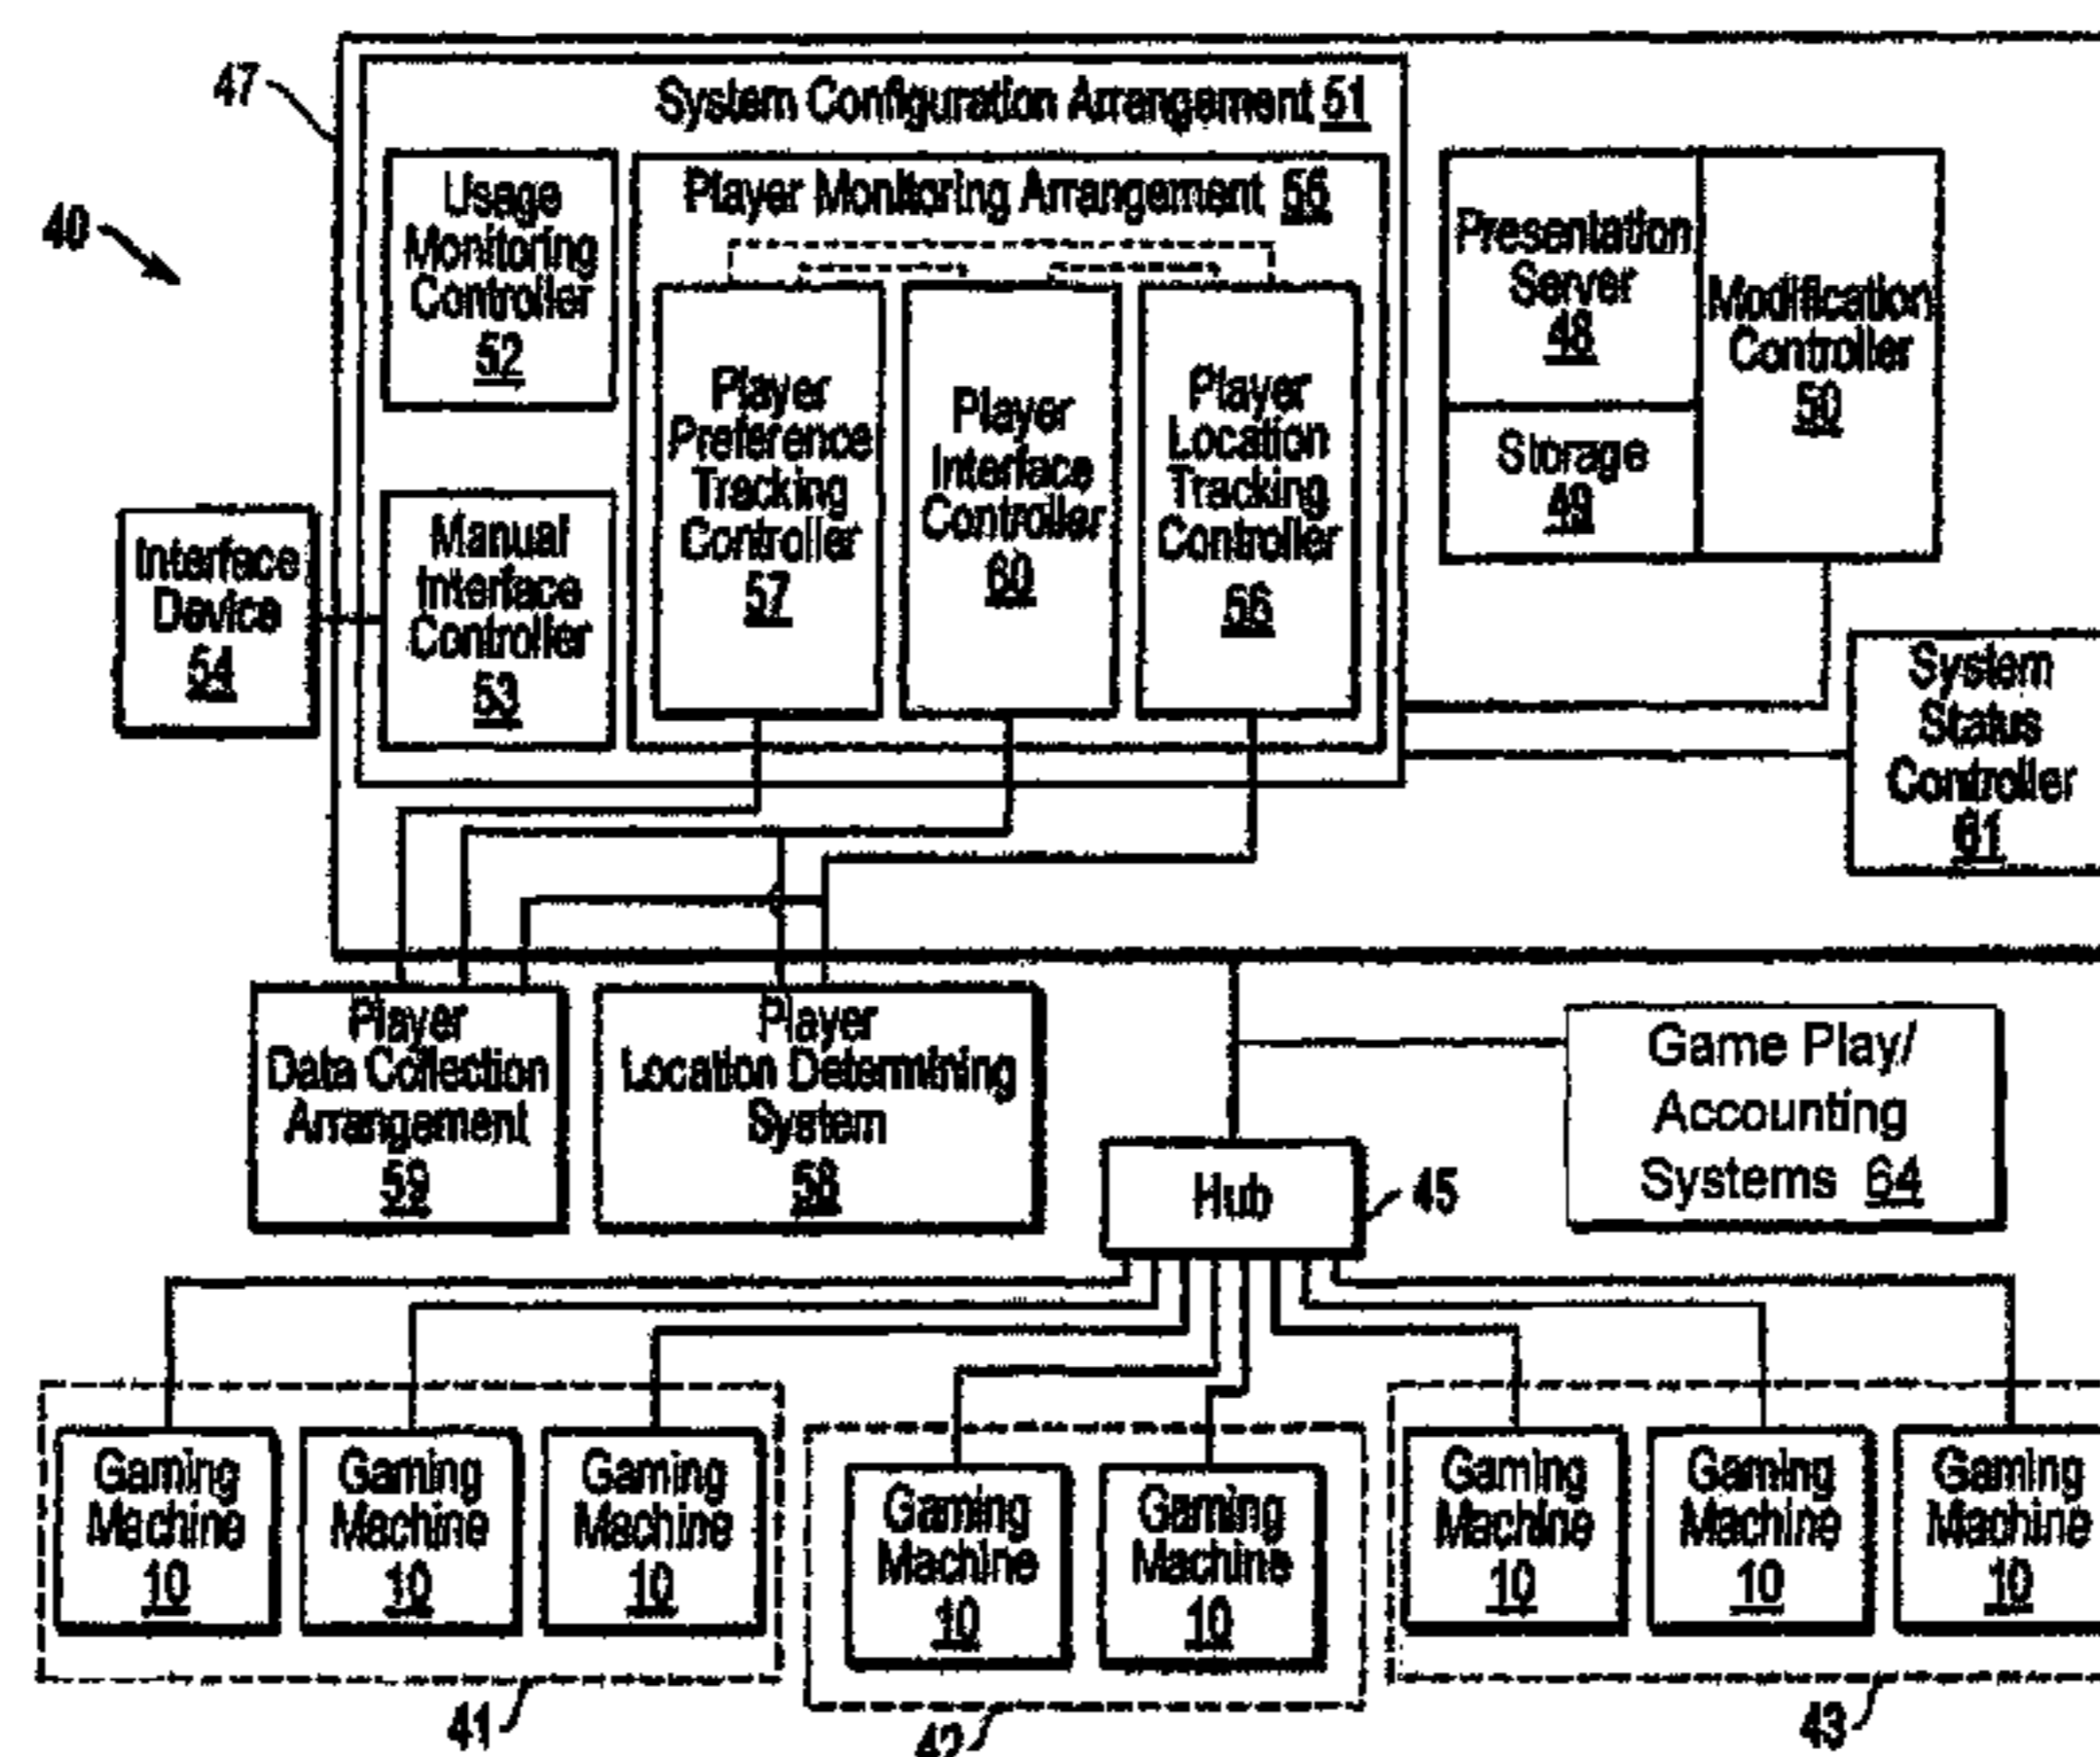 47
40
System Configuration Arrangement 51
Usage
Monitoring
Controller
52
Player Monitoring Arrangement 55
Player
Preference
Tracking
Controller
57
Player
Interface
Controller
60
Player
Location
Tracking
Controller
56
Presentation
Server
48
Storage
49
Modification
Controller
50
Interface
Device
54
Manual
Interface
Controller
53
System
Status
Controller
61
Player
Data Collection
Arrangement
59
Player
Location Determining
System
58
Hub
45
Game Play/
Accounting
Systems 64
Gaming
Machine
10
Gaming
Machine
10
Gaming
Machine
10
Gaming
Machine
10
Gaming
Machine
10
Gaming
Machine
10
Gaming
Machine
10
Gaming
Machine
10
41
42
43